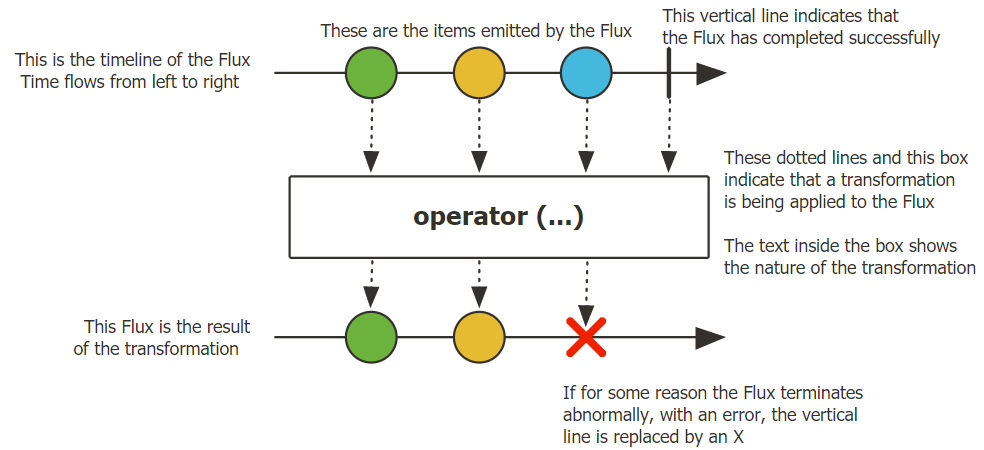 This is the timeline of the Flux
Time flows from left to right
These are the items emitted by the Flux
This vertical line indicates that
the Flux has completed successfully
These dotted lines and this box
indicate that a transformation
is being applied to the Flux
operator (...)
The text inside the box shows
the nature of the transformation
This Flux is the result
of the transformation
If for some reason the Flux terminates
abnormally, with an error, the vertical
line is replaced by an X